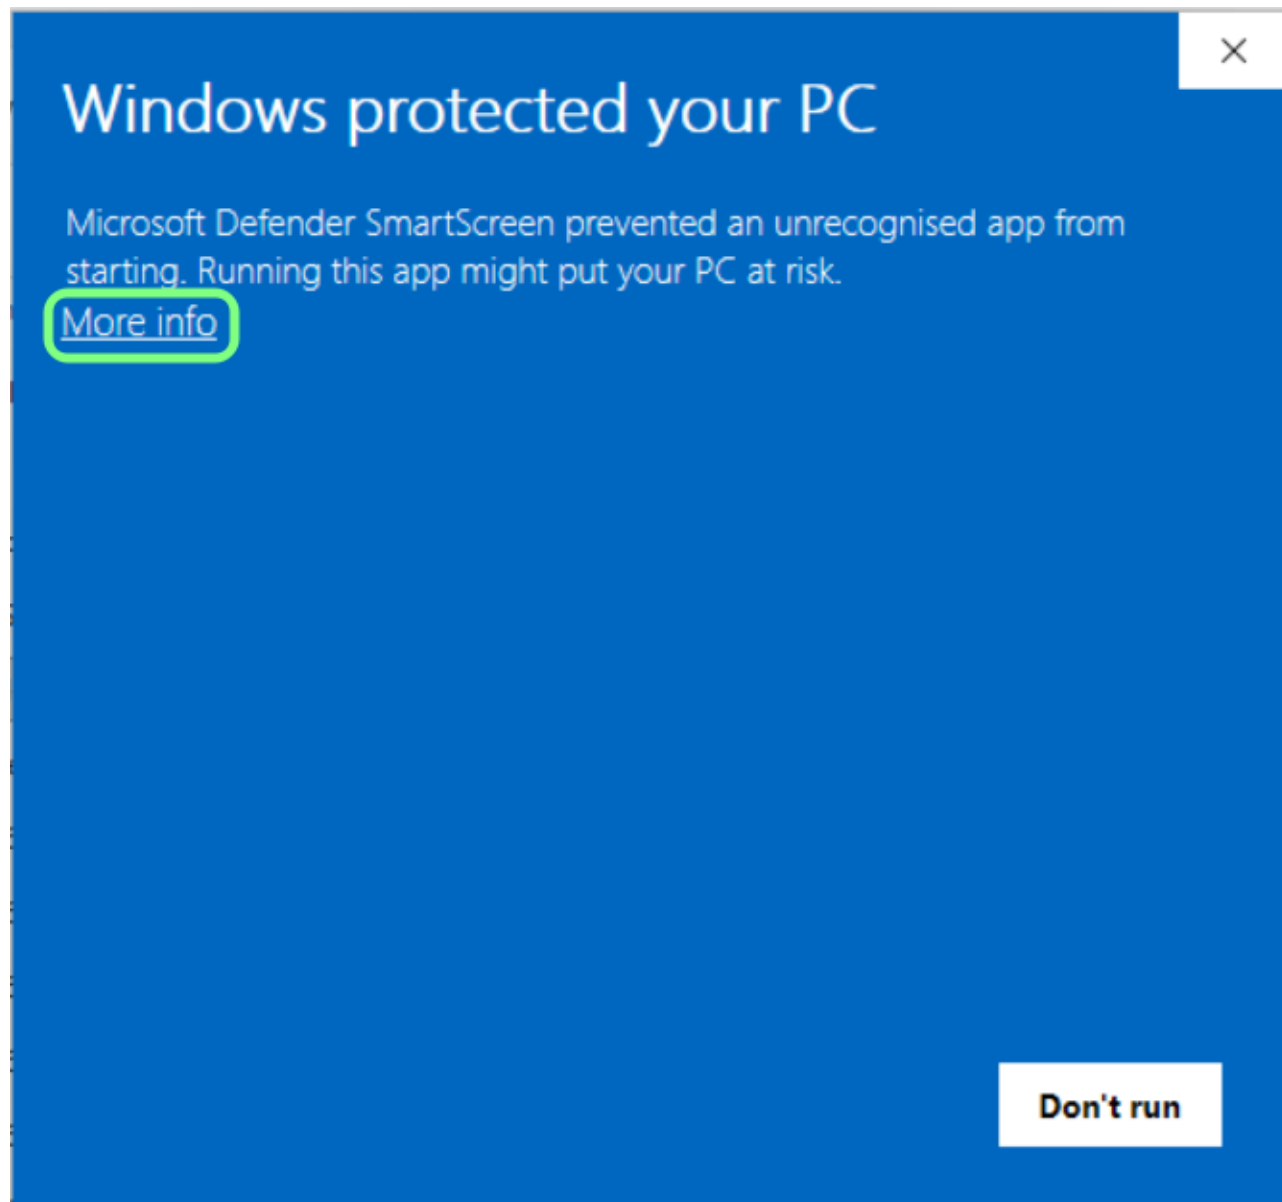 Windows protected your PC
Microsoft Defender SmartScreen prevented an unrecognised app from
starting. Running this app might put your PC at risk.
More info
Don't run